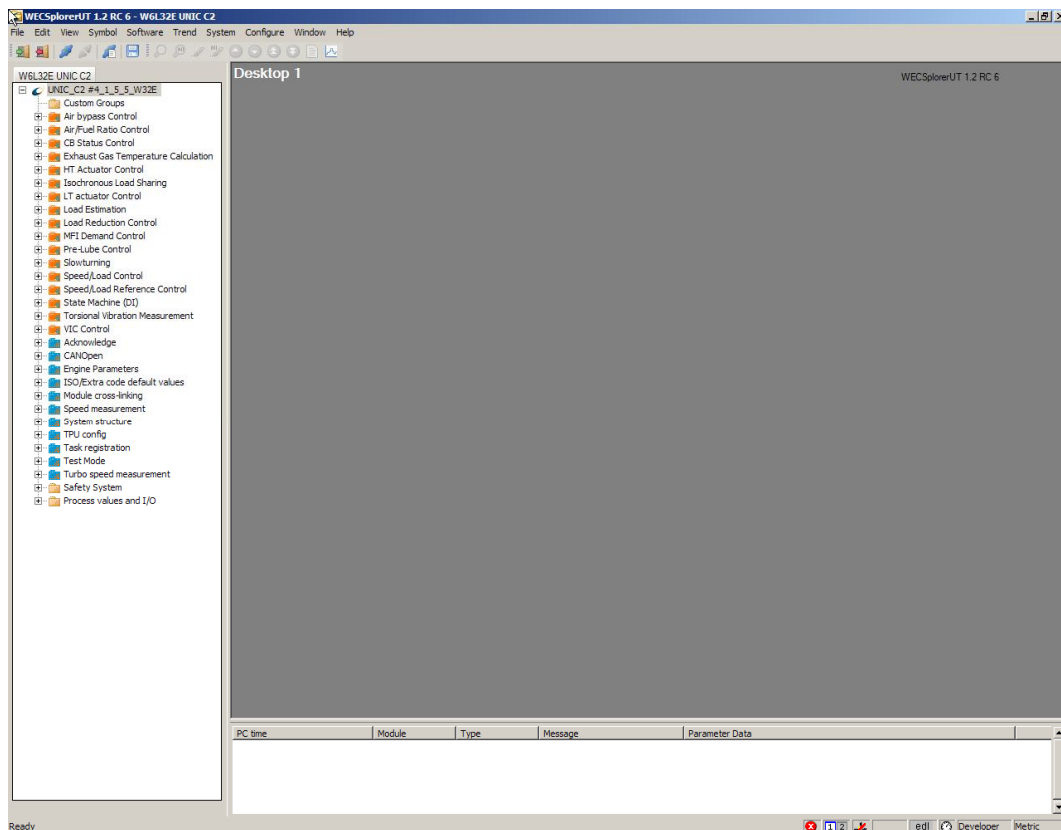 WECSplorerUT 1.2 RC 6 - W6L32E UNIC C2
File Edit View Symbol Software Trend System Configure Window Help
W6L32E UNIC C2
Desktop 1
WECSplorerUT 1.2 RC 6
UNIC_C2 #4_1_5_5_W32E
Custom Groups
Air bypass Control
Air/Fuel Ratio Control
CB Status Control
Exhaust Gas Temperature Calculation
HT Actuator Control
Isochronous Load Sharing
LT actuator Control
Load Estimation
Load Reduction Control
MFI Demand Control
Pre-Lube Control
Slowturning
Speed/Load Control
Speed/Load Reference Control
State Machine (DI)
Torsional Vibration Measurement
VIC Control
Acknowledge
CANOpen
Engine Parameters
ISO/Extra code default values
Module cross-linking
Speed measurement
System structure
TPU config
Task registration
Test Mode
Turbo speed measurement
Safety System
Process values and I/O
PC time Module Type Message Parameter Data
Ready 1 2 edl Developer Metric